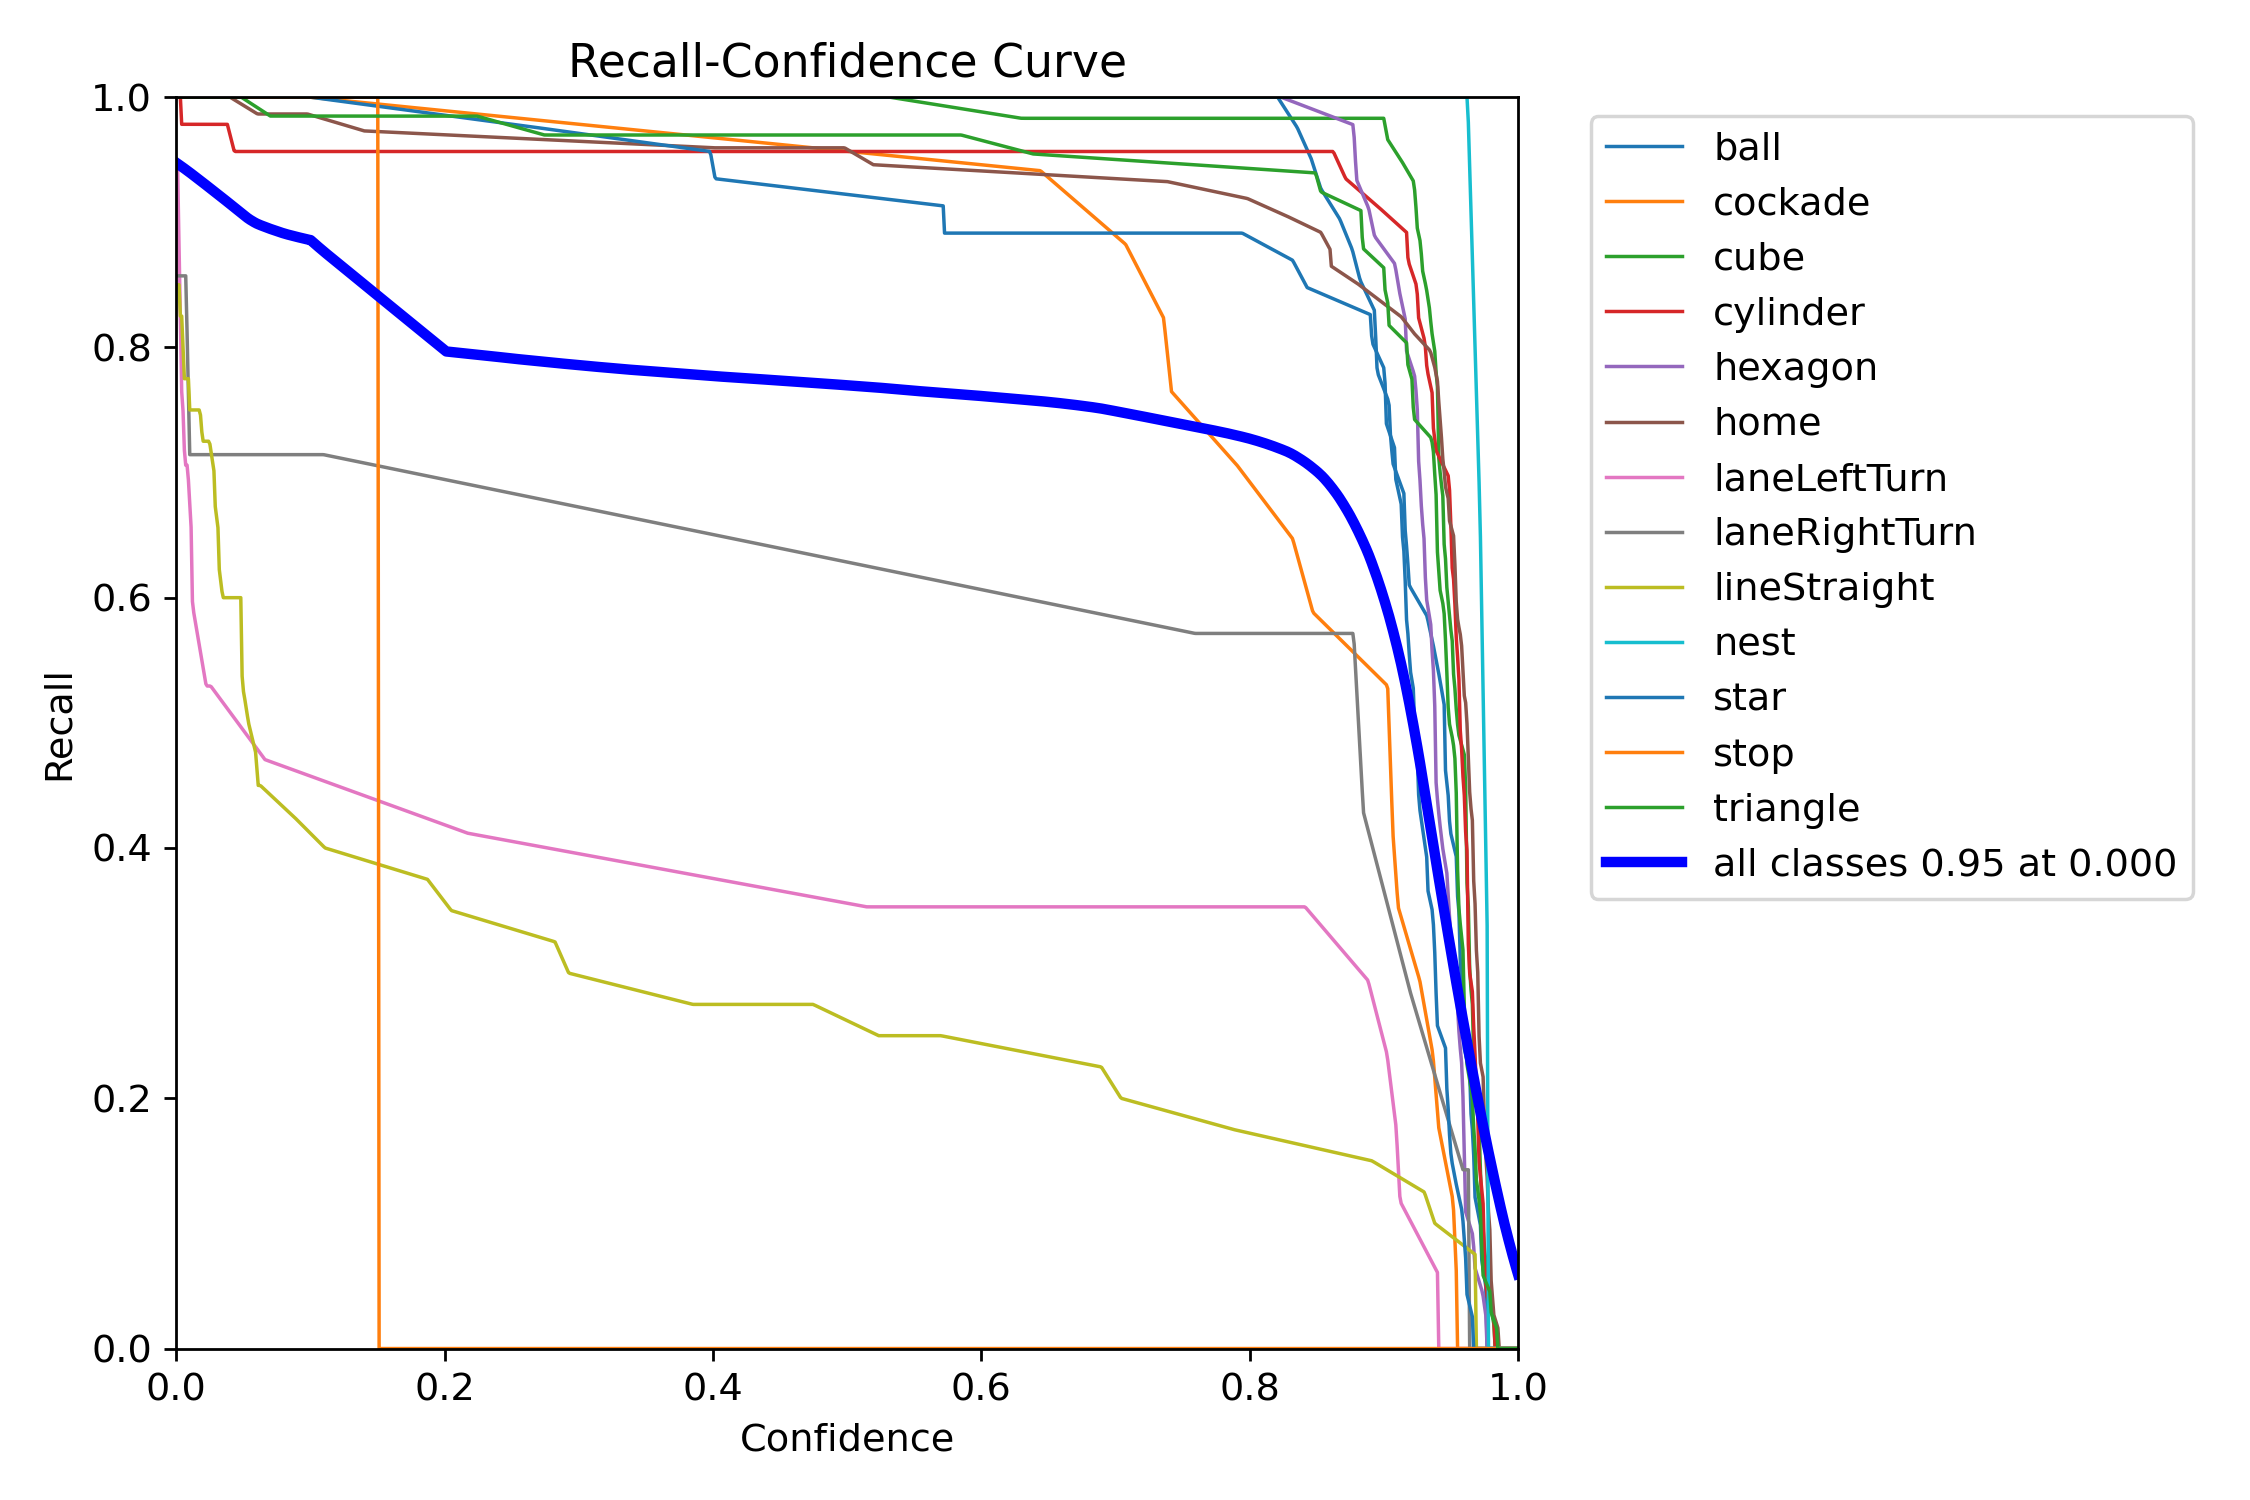 Recall-Confidence Curve
1.0
0.8
0.6
0.4
0.2
0.0
Recall
0.0 0.2 0.4 0.6 0.8 1.0
Confidence
ball
cockade
cube
cylinder
hexagon
home
laneLeftTurn
laneRightTurn
lineStraight
nest
star
stop
triangle
all classes 0.95 at 0.000